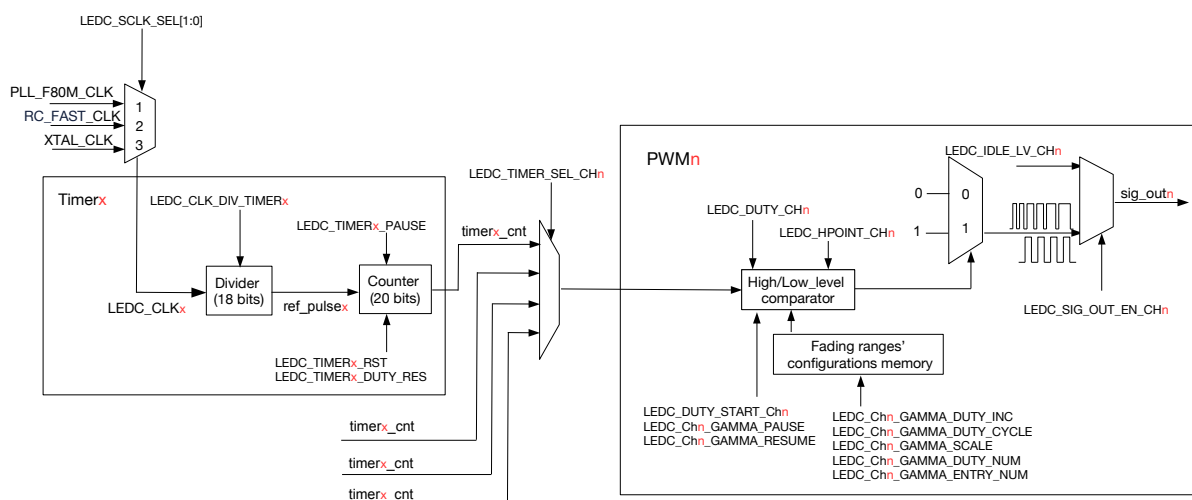 LEDC_SCLK_SEL[1:0]
PLL_F80M_CLK
RC_FAST_CLK
XTAL_CLK
1
2
3
Timerx
LEDC_CLK_DIV_TIMERx
LEDC_TIMERx_PAUSE
Divider
(18 bits)
Counter
(20 bits)
LEDC_CLKx
ref_pulsex
LEDC_TIMERx_RST
LEDC_TIMERx_DUTY_RES
timerx_cnt
timerx_cnt
timerx_cnt
timerx_cnt
LEDC_TIMER_SEL_CHn
PWMn
LEDC_DUTY_CHn
LEDC_HPOINT_CHn
High/Low_level
comparator
Fading ranges'
configurations memory
LEDC_DUTY_START_Chn
LEDC_Chn_GAMMA_PAUSE
LEDC_Chn_GAMMA_RESUME
LEDC_Chn_GAMMA_DUTY_INC
LEDC_Chn_GAMMA_DUTY_CYCLE
LEDC_Chn_GAMMA_SCALE
LEDC_Chn_GAMMA_DUTY_NUM
LEDC_Chn_GAMMA_ENTRY_NUM
0
0
1
1
LEDC_IDLE_LV_CHn
sig_outn
LEDC_SIG_OUT_EN_CHn